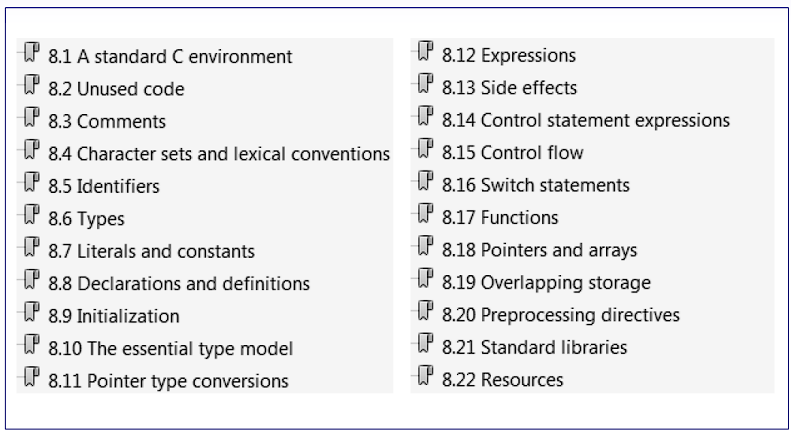 8.1 A standard C environment
8.2 Unused code
8.3 Comments
8.4 Character sets and lexical conventions
8.5 Identifiers
8.6 Types
8.7 Literals and constants
8.8 Declarations and definitions
8.9 Initialization
8.10 The essential type model
8.11 Pointer type conversions
8.12 Expressions
8.13 Side effects
8.14 Control statement expressions
8.15 Control flow
8.16 Switch statements
8.17 Functions
8.18 Pointers and arrays
8.19 Overlapping storage
8.20 Preprocessing directives
8.21 Standard libraries
8.22 Resources